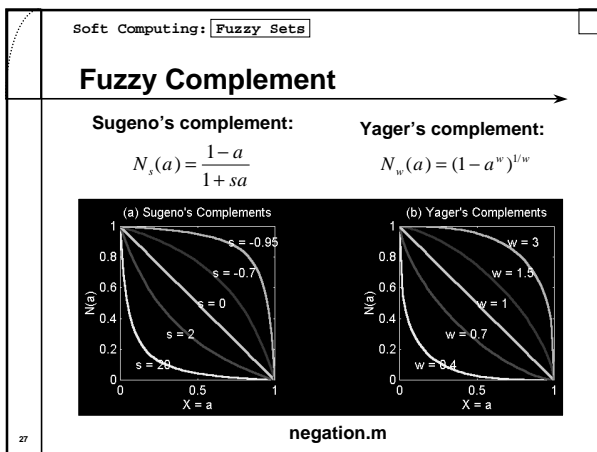 Soft Computing: Fuzzy Sets
Fuzzy Complement
Sugeno's complement:
N_s(a) = (1 − a) / (1 + sa)
Yager's complement:
N_w(a) = (1 − a^w)^{1/w}
(a) Sugeno's Complements
1
0.8
0.6
0.4
0.2
0
N(a)
s = -0.95
s = -0.7
s = 0
s = 2
s = 20
0 0.5 1
X = a
(b) Yager's Complements
1
0.8
0.6
0.4
0.2
0
N(a)
w = 3
w = 1.5
w = 1
w = 0.7
w = 0.4
0 0.5 1
X = a
27
negation.m